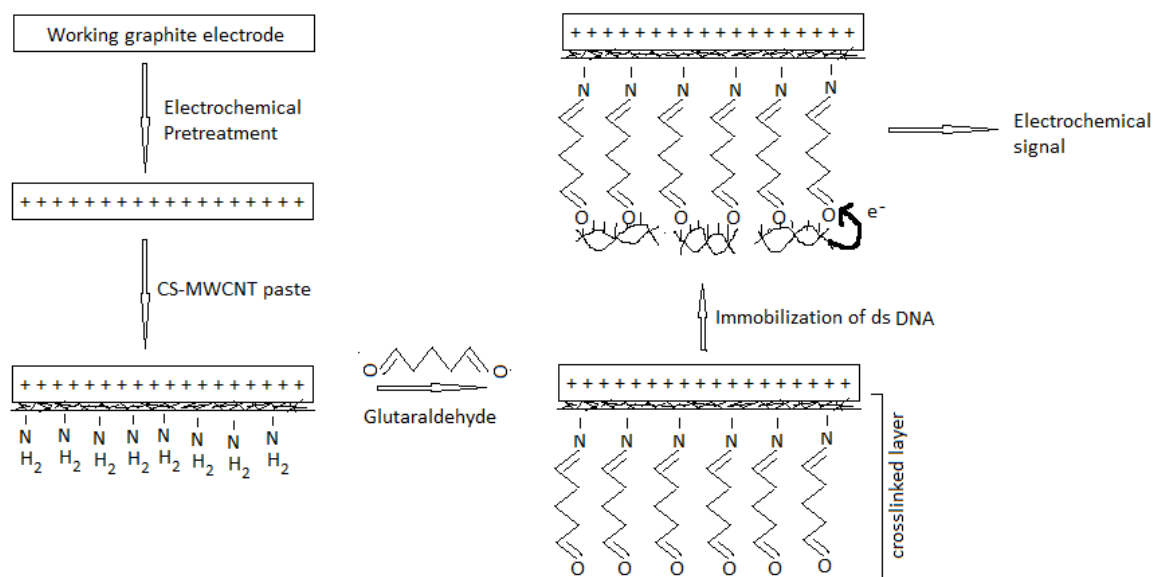 Working graphite electrode
Electrochemical
Pretreatment
+ + + + + + + + + + + + + + + + + +
CS-MWCNT paste
+ + + + + + + + + + + + + + + + + +
N N N N N N N N
H2 H2 H2 H2 H2 H2 H2 H2
O O
Glutaraldehyde
+ + + + + + + + + + + + + + + + + +
N N N N N N
O O O O O O
crosslinked layer
Immobilization of ds DNA
+ + + + + + + + + + + + + + + + + +
N N N N N N
O O O O O O
e-
Electrochemical
signal